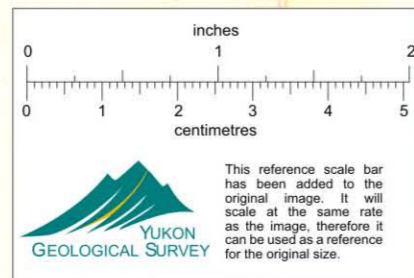 inches
0 1 2
0 1 2 3 4 5
centimetres
YUKON
GEOLOGICAL SURVEY
This reference scale bar
has been added to the
original image. It will
scale at the same rate
as the image, therefore it
can be used as a reference
for the original size.